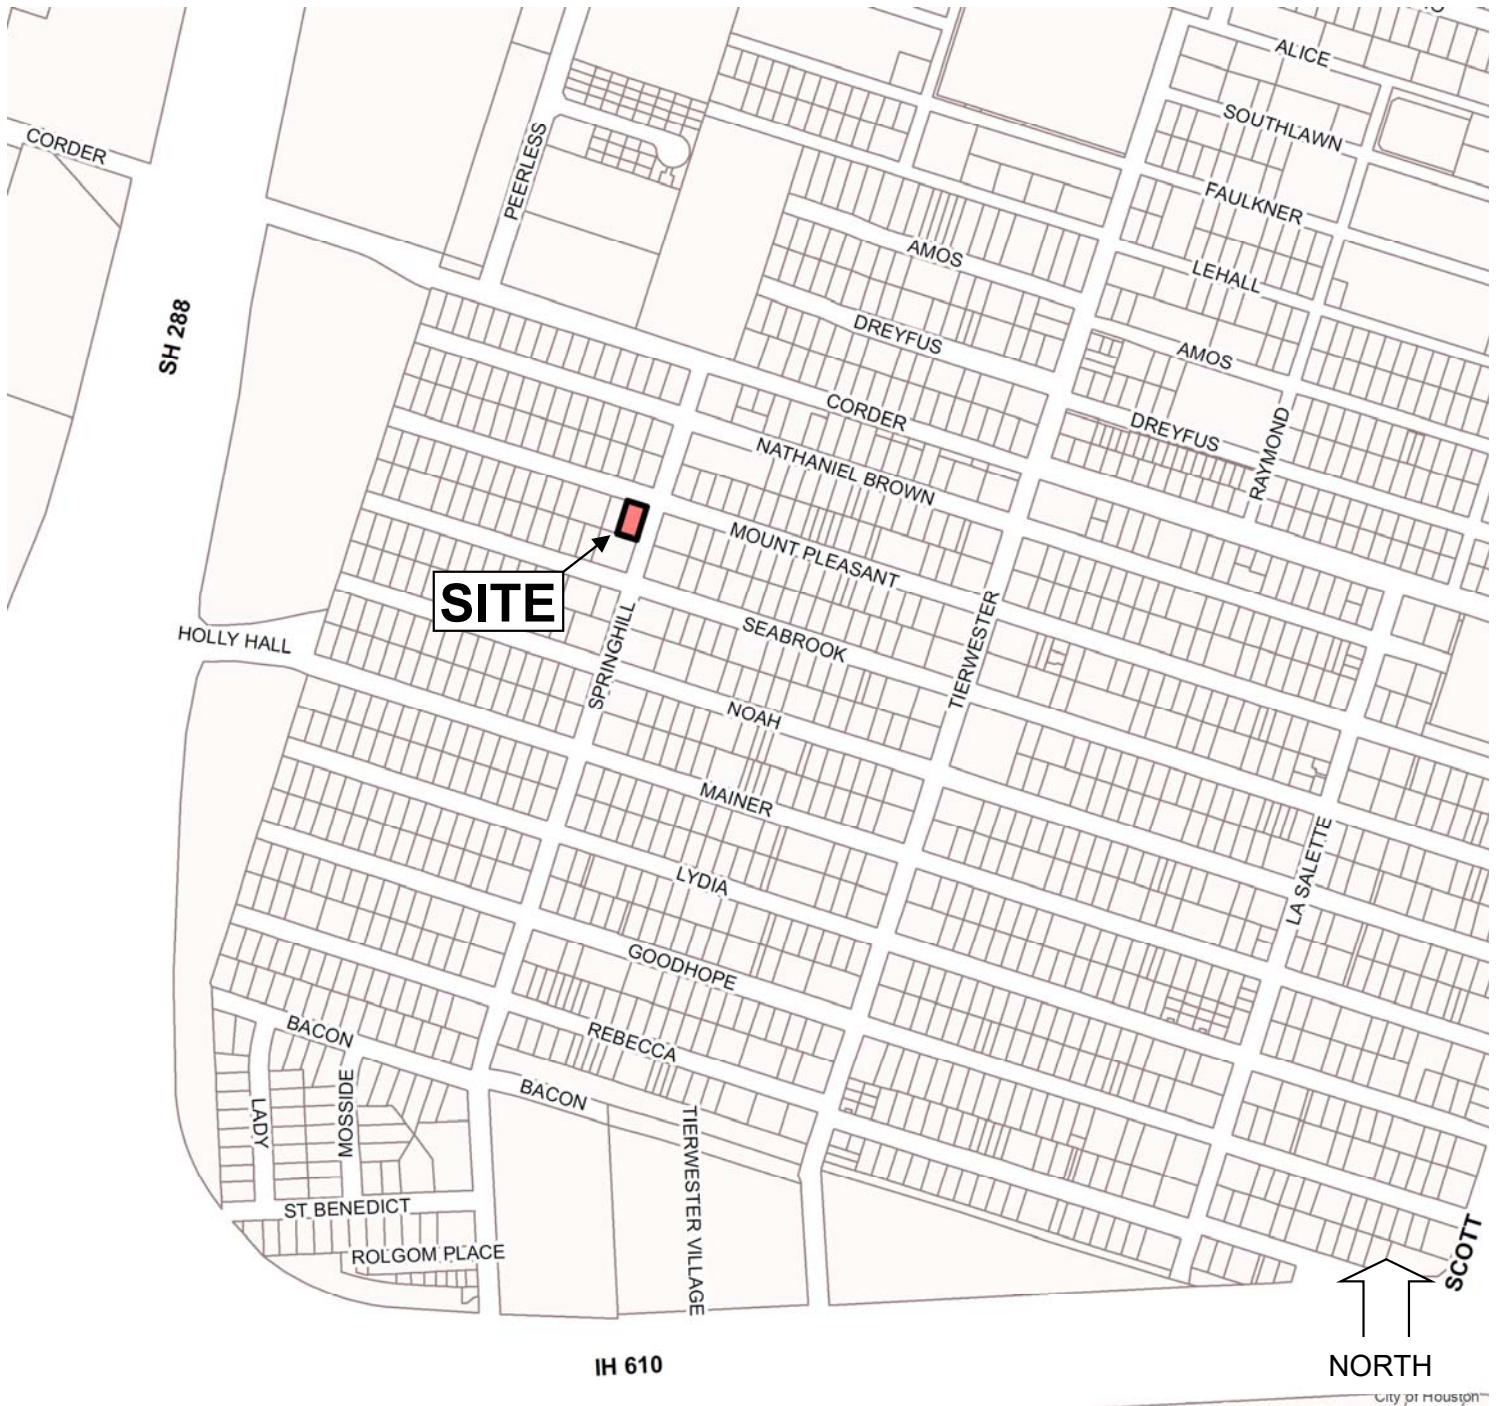 ALICE
SOUTHLAWN
CORDER
PEERLESS
FAULKNER
AMOS
LEHALL
SH 288
DREYFUS
AMOS
CORDER
DREYFUS
RAYMOND
NATHANIEL BROWN
MOUNT PLEASANT
SITE
SEABROOK
TIERWESTER
HOLLY HALL
SPRINGHILL
NOAH
MAINER
LA SALETTE
LYDIA
GOODHOPE
BACON
REBECCA
BACON
LADY
MOSSIDE
TIERWESTER VILLAGE
ST BENEDICT
ROLGOM PLACE
SCOTT
IH 610
NORTH
City of Houston